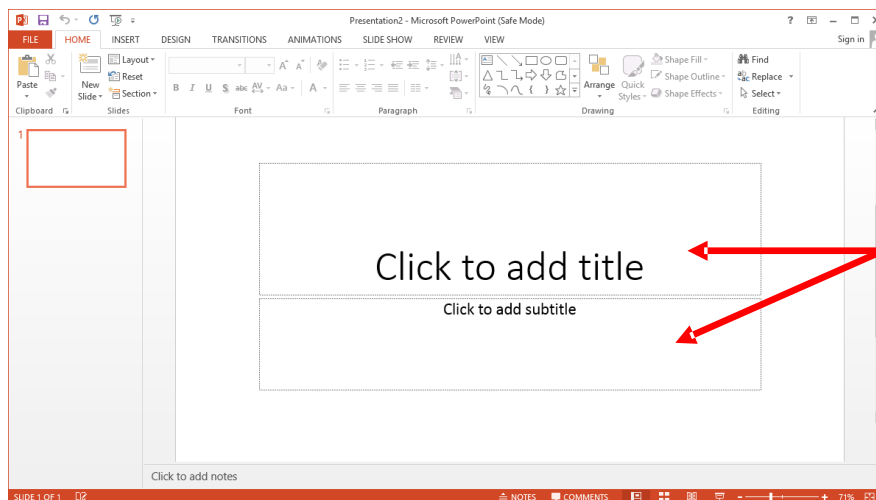 Presentation2 - Microsoft PowerPoint (Safe Mode)
?
FILE HOME INSERT DESIGN TRANSITIONS ANIMATIONS SLIDE SHOW REVIEW VIEW Sign in
Paste
New Slide
Layout
Reset
Section
B I U S abc AV Aa A
A A
Arrange
Quick Styles
Shape Fill
Shape Outline
Shape Effects
Find
Replace
Select
Clipboard Slides Font Paragraph Drawing Editing
1
Click to add title
Click to add subtitle
Click to add notes
SLIDE 1 OF 1 NOTES COMMENTS 71%